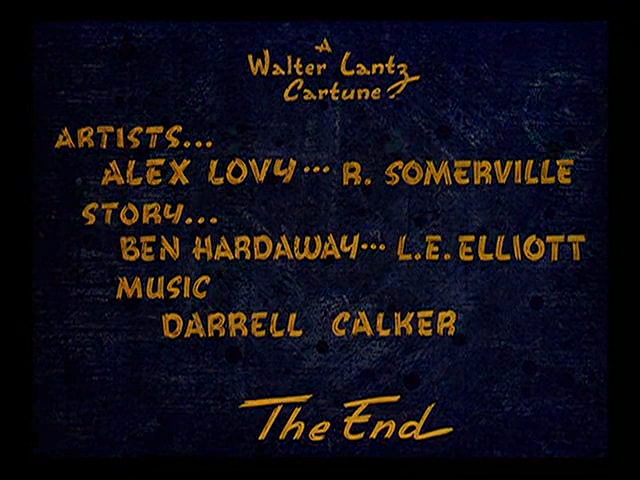 A
Walter Lantz
Cartune
ARTISTS...
ALEX LOVY... R. SOMERVILLE
STORY...
BEN HARDAWAY... L.E. ELLIOTT
MUSIC
DARRELL CALKER
The End